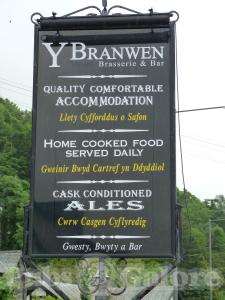 Y BRANWEN
Brasserie & Bar
QUALITY COMFORTABLE
ACCOMMODATION
Llety Cyfforddus o Safon
HOME COOKED FOOD
SERVED DAILY
Gweinir Bwyd Cartref yn Ddyddiol
CASK CONDITIONED
ALES
Cwrw Casgen Cyflyredig
Gwesty, Bwyty a Bar